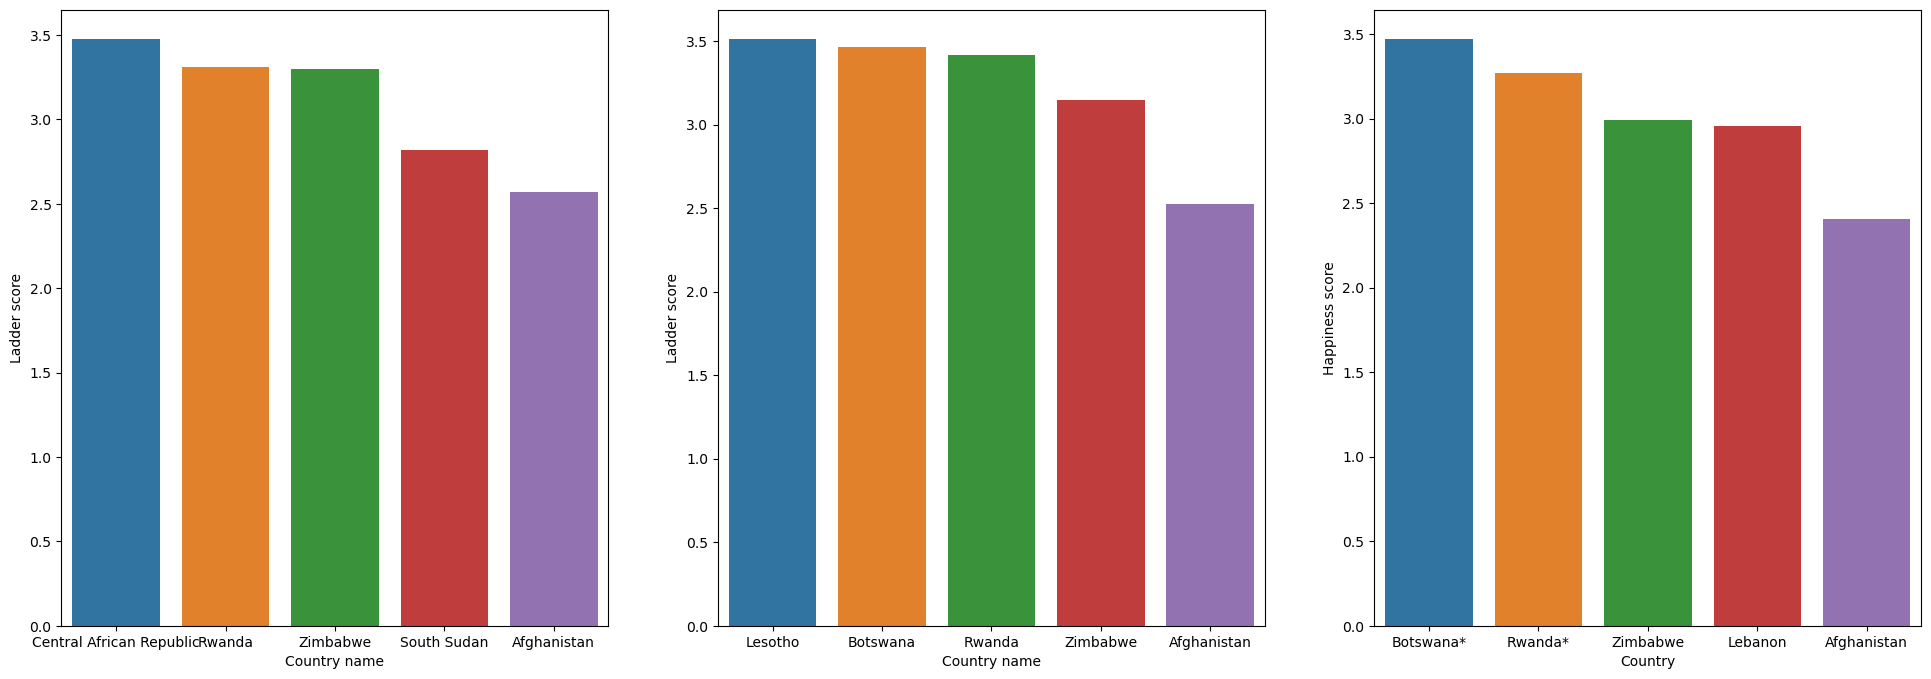 Ladder score
3.5
3.0
2.5
2.0
1.5
1.0
0.5
0.0
Central African Republic Rwanda Zimbabwe South Sudan Afghanistan
Country name
Ladder score
3.5
3.0
2.5
2.0
1.5
1.0
0.5
0.0
Lesotho Botswana Rwanda Zimbabwe Afghanistan
Country name
Happiness score
3.5
3.0
2.5
2.0
1.5
1.0
0.5
0.0
Botswana* Rwanda* Zimbabwe Lebanon Afghanistan
Country